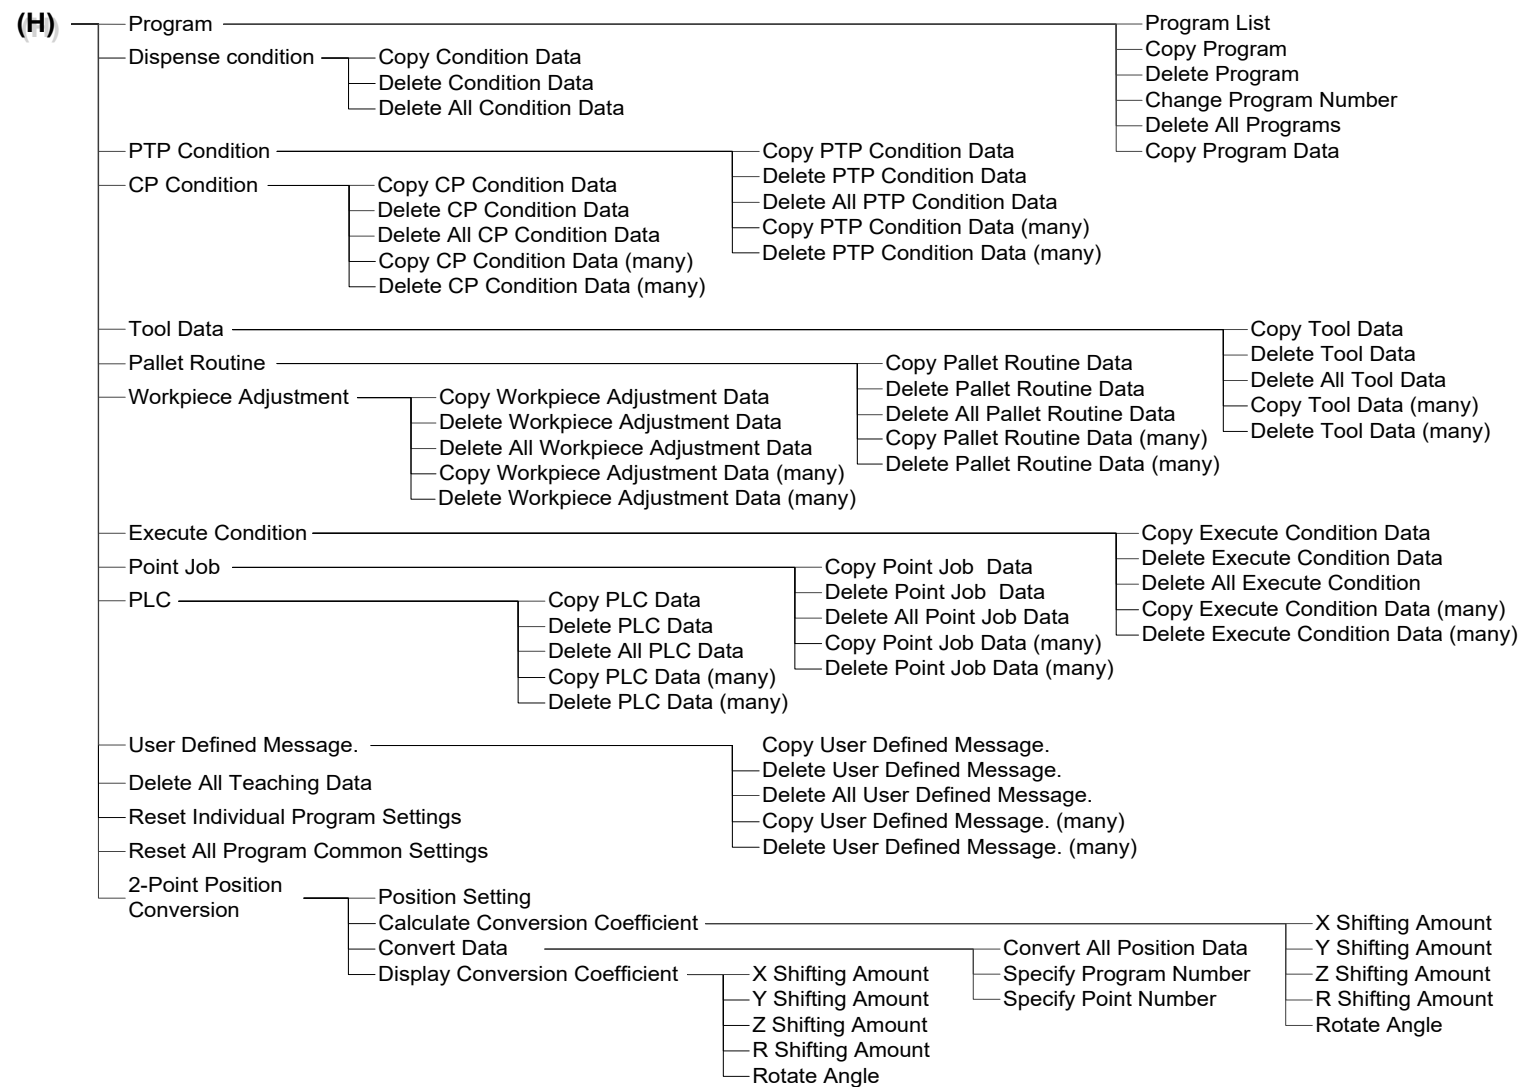 (H)
Program
Program List
Copy Program
Delete Program
Change Program Number
Delete All Programs
Copy Program Data
Dispense condition
Copy Condition Data
Delete Condition Data
Delete All Condition Data
PTP Condition
Copy PTP Condition Data
Delete PTP Condition Data
Delete All PTP Condition Data
Copy PTP Condition Data (many)
Delete PTP Condition Data (many)
CP Condition
Copy CP Condition Data
Delete CP Condition Data
Delete All CP Condition Data
Copy CP Condition Data (many)
Delete CP Condition Data (many)
Tool Data
Copy Tool Data
Delete Tool Data
Delete All Tool Data
Copy Tool Data (many)
Delete Tool Data (many)
Pallet Routine
Copy Pallet Routine Data
Delete Pallet Routine Data
Delete All Pallet Routine Data
Copy Pallet Routine Data (many)
Delete Pallet Routine Data (many)
Workpiece Adjustment
Copy Workpiece Adjustment Data
Delete Workpiece Adjustment Data
Delete All Workpiece Adjustment Data
Copy Workpiece Adjustment Data (many)
Delete Workpiece Adjustment Data (many)
Execute Condition
Copy Execute Condition Data
Delete Execute Condition Data
Delete All Execute Condition
Copy Execute Condition Data (many)
Delete Execute Condition Data (many)
Point Job
Copy Point Job  Data
Delete Point Job  Data
Delete All Point Job Data
Copy Point Job Data (many)
Delete Point Job Data (many)
PLC
Copy PLC Data
Delete PLC Data
Delete All PLC Data
Copy PLC Data (many)
Delete PLC Data (many)
User Defined Message.
Copy User Defined Message.
Delete User Defined Message.
Delete All User Defined Message.
Copy User Defined Message. (many)
Delete User Defined Message. (many)
Delete All Teaching Data
Reset Individual Program Settings
Reset All Program Common Settings
2-Point Position
Conversion
Position Setting
Calculate Conversion Coefficient
X Shifting Amount
Y Shifting Amount
Z Shifting Amount
R Shifting Amount
Rotate Angle
Convert Data
Convert All Position Data
Specify Program Number
Specify Point Number
Display Conversion Coefficient
X Shifting Amount
Y Shifting Amount
Z Shifting Amount
R Shifting Amount
Rotate Angle